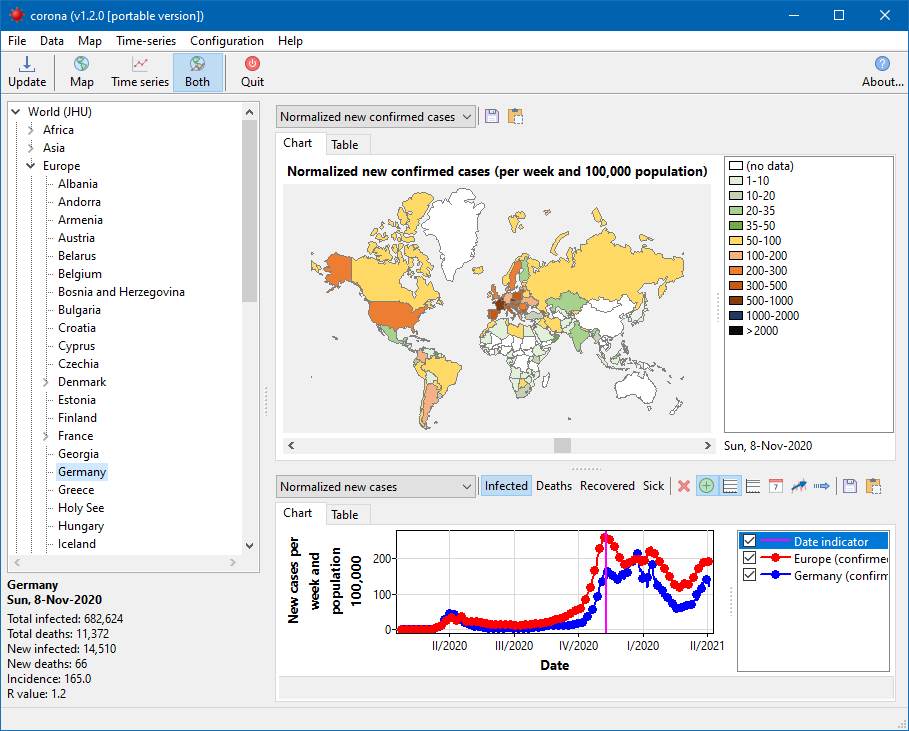 corona (v1.2.0 [portable version])
File Data Map Time-series Configuration Help
Update Map Time series Both Quit About...
World (JHU)
Africa
Asia
Europe
Albania
Andorra
Armenia
Austria
Belarus
Belgium
Bosnia and Herzegovina
Bulgaria
Croatia
Cyprus
Czechia
Denmark
Estonia
Finland
France
Georgia
Germany
Greece
Holy See
Hungary
Iceland
Germany
Sun, 8-Nov-2020
Total infected: 682,624
Total deaths: 11,372
New infected: 14,510
New deaths: 66
Incidence: 165.0
R value: 1.2
Normalized new confirmed cases
Chart Table
Normalized new confirmed cases (per week and 100,000 population)
(no data)
1-10
10-20
20-35
35-50
50-100
100-200
200-300
300-500
500-1000
1000-2000
>2000
Sun, 8-Nov-2020
Normalized new cases Infected Deaths Recovered Sick 7
Chart Table
New cases per
week and
population
100,000
200
100
0
II/2020 III/2020 IV/2020 I/2020 II/2021
Date
Date indicator
Europe (confirme
Germany (confirm